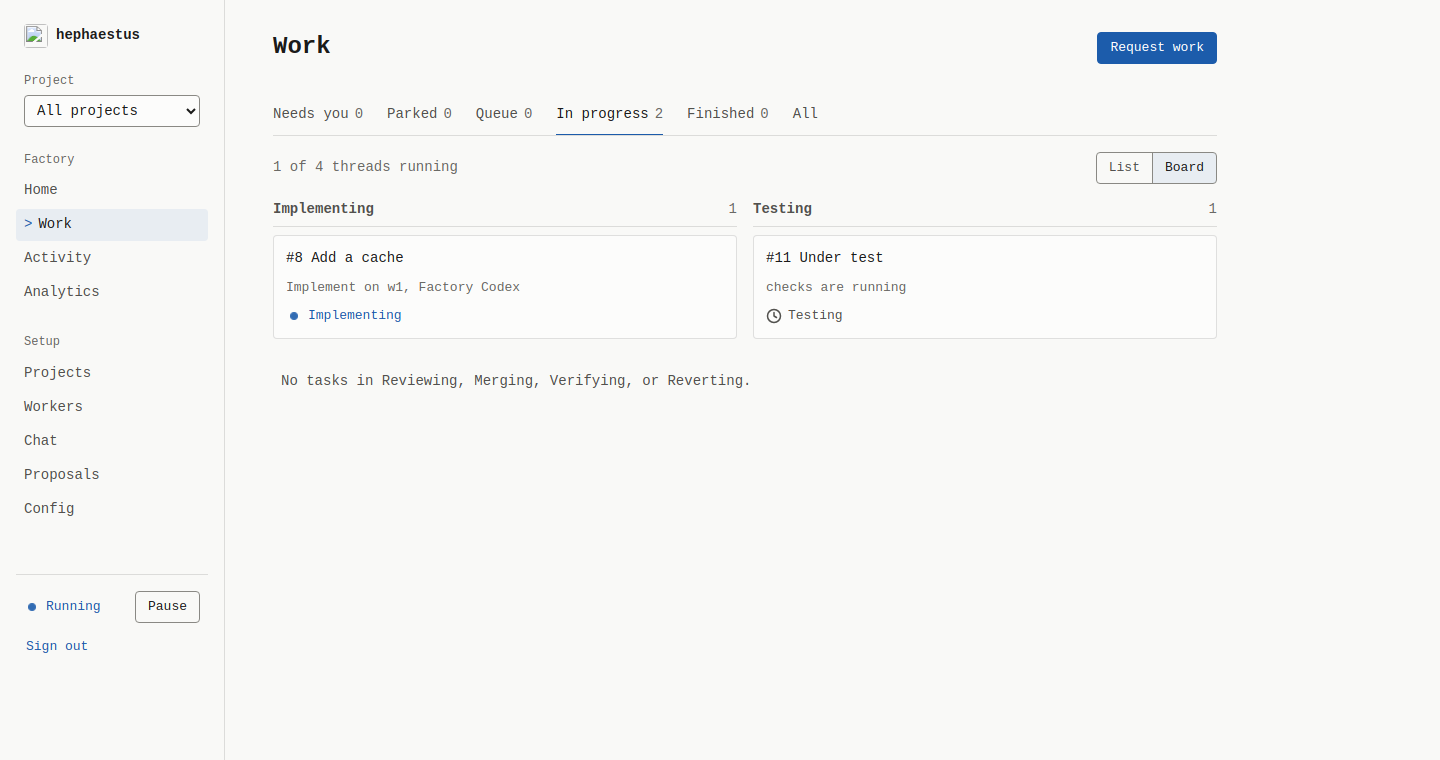 hephaestus
Project
All projects
Factory
Home
> Work
Activity
Analytics
Setup
Projects
Workers
Chat
Proposals
Config
Running
Pause
Sign out
Work
Request work
Needs you 0 Parked 0 Queue 0 In progress 2 Finished 0 All
1 of 4 threads running
List Board
Implementing 1
#8 Add a cache
Implement on w1, Factory Codex
Implementing
Testing 1
#11 Under test
checks are running
Testing
No tasks in Reviewing, Merging, Verifying, or Reverting.